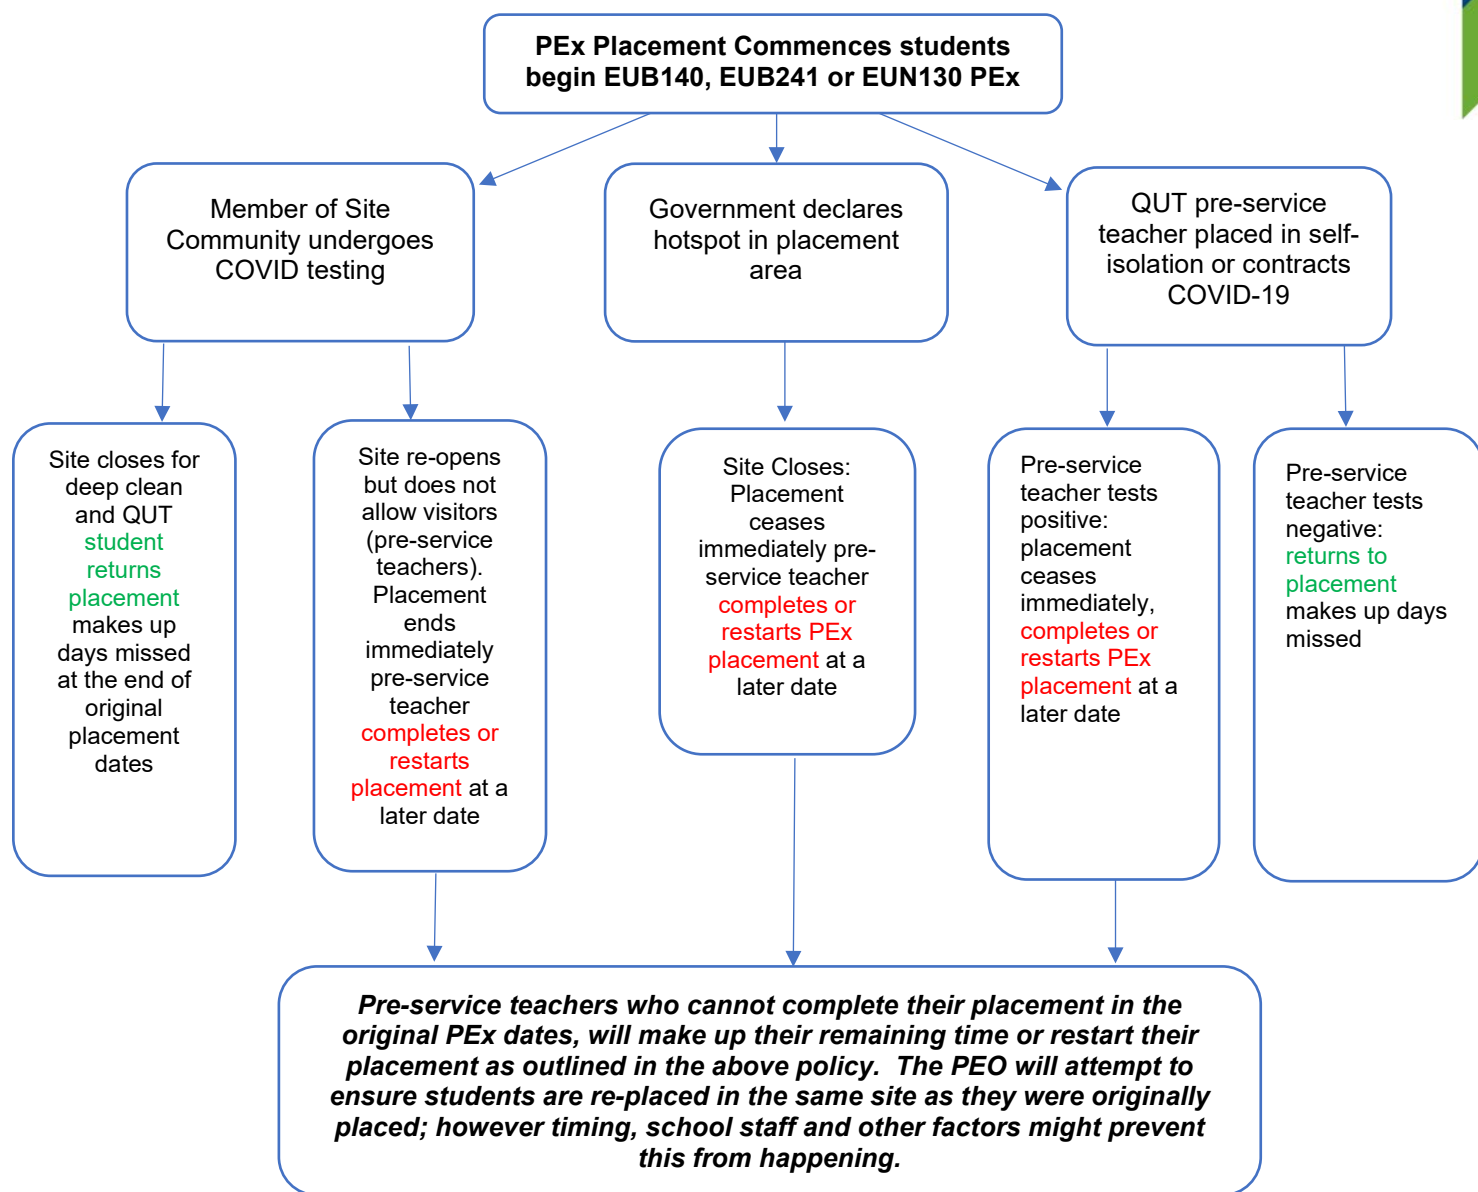 PEx Placement Commences students
begin EUB140, EUB241 or EUN130 PEx
Member of Site
Community undergoes
COVID testing
Government declares
hotspot in placement
area
QUT pre-service
teacher placed in self-
isolation or contracts
COVID-19
Site closes for
deep clean
and QUT
student
returns
placement
makes up
days missed
at the end of
original
placement
dates
Site re-opens
but does not
allow visitors
(pre-service
teachers).
Placement
ends
immediately
pre-service
teacher
completes or
restarts
placement at a
later date
Site Closes:
Placement
ceases
immediately pre-
service teacher
completes or
restarts PEx
placement at a
later date
Pre-service
teacher tests
positive:
placement
ceases
immediately,
completes or
restarts PEx
placement at a
later date
Pre-service
teacher tests
negative:
returns to
placement
makes up days
missed
Pre-service teachers who cannot complete their placement in the
original PEx dates, will make up their remaining time or restart their
placement as outlined in the above policy.  The PEO will attempt to
ensure students are re-placed in the same site as they were originally
placed; however timing, school staff and other factors might prevent
this from happening.